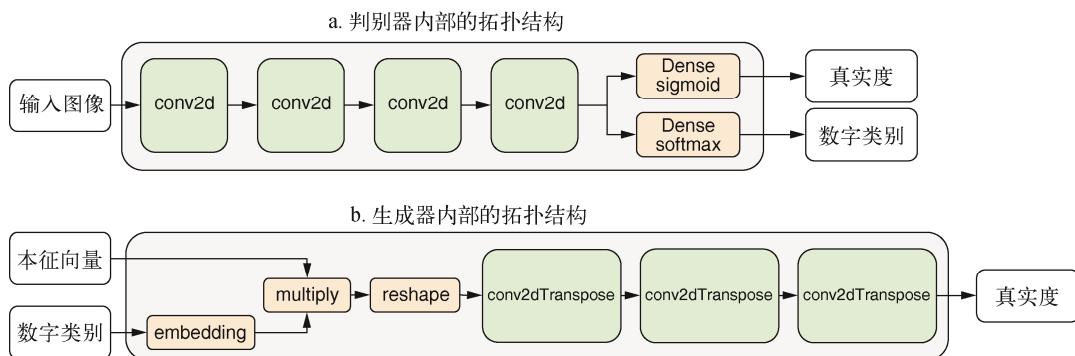 a. 判别器内部的拓扑结构
输入图像
conv2d
conv2d
conv2d
conv2d
Dense
sigmoid
真实度
Dense
softmax
数字类别
b. 生成器内部的拓扑结构
本征向量
数字类别
embedding
multiply
reshape
conv2dTranspose
conv2dTranspose
conv2dTranspose
真实度